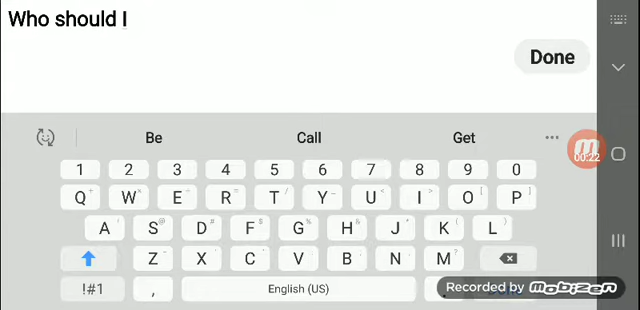 Who should I
Done
Be Call Get ...
00:22
1 2 3 4 5 6 7 8 9 0
Q W E R T Y U I O P
A S D F G H J K L
Z X C V B N M
!#1 , English (US) .
Recorded by Mobizen